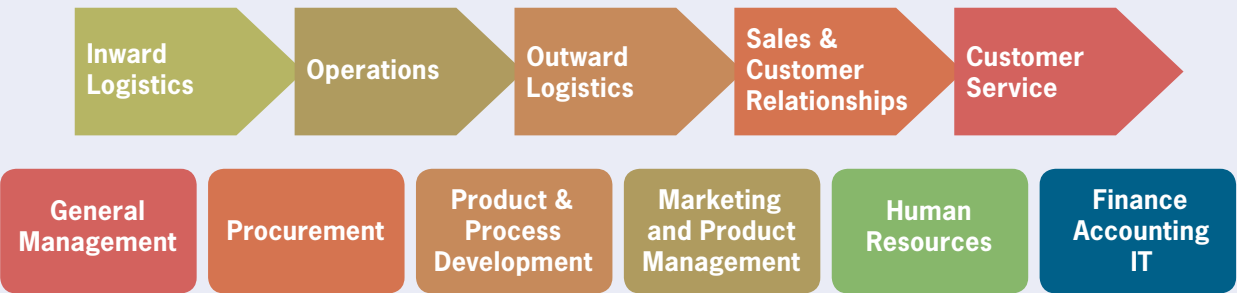 Inward
Logistics
Operations
Outward
Logistics
Sales &
Customer
Relationships
Customer
Service
General
Management
Procurement
Product &
Process
Development
Marketing
and Product
Management
Human
Resources
Finance
Accounting
IT